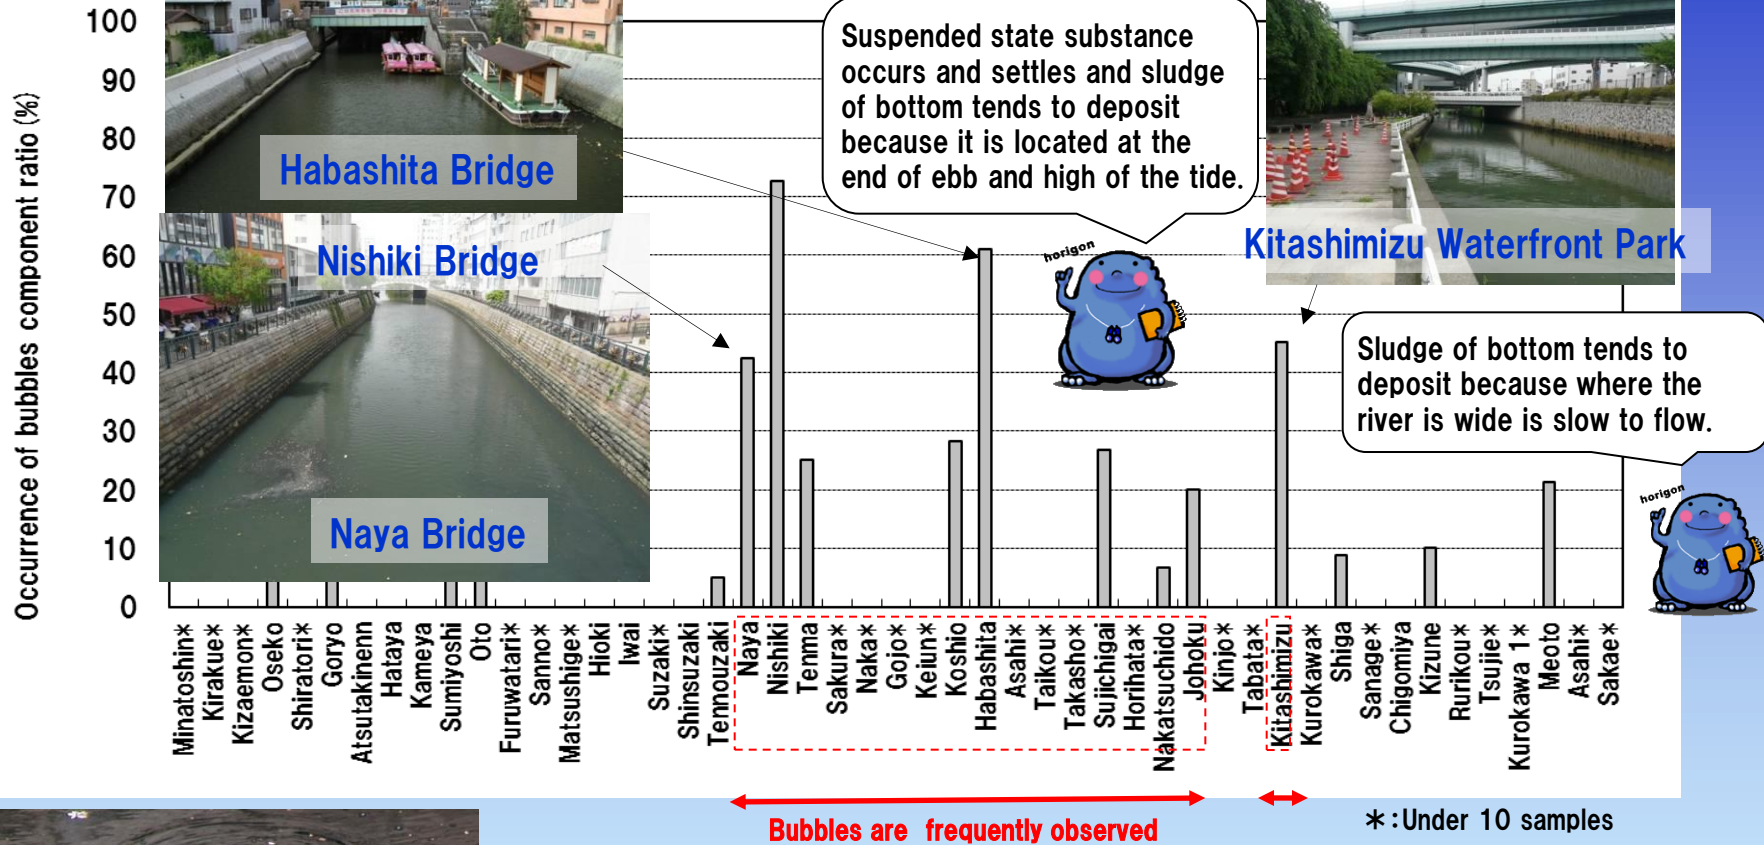 Occurrence of bubbles component ratio (%)
100
90
80
70
60
50
40
30
20
10
0
Habashita Bridge
Nishiki Bridge
Naya Bridge
Suspended state substance
occurs and settles and sludge
of bottom tends to deposit
because it is located at the
end of ebb and high of the tide.
horigon
Kitashimizu Waterfront Park
Sludge of bottom tends to
deposit because where the
river is wide is slow to flow.
horigon
Minatoshin*
Kirakue*
Kizaemon*
Oseko
Shiratori*
Goryo
Atsutakinenn
Hataya
Kameya
Sumiyoshi
Oto
Furuwatari*
Sanno*
Matsushige*
Hioki
Iwai
Suzaki*
Shinsuzaki
Tennouzaki
Naya
Nishiki
Tenma
Sakura*
Naka*
Gojo*
Keiun*
Koshio
Habashita
Asahi*
Taikou*
Takasho*
Sujichigai
Horihata*
Nakatsuchido
Johoku
Kinjo*
Tabata*
Kitashimizu
Kurokawa*
Shiga
Sanage*
Chigomiya
Kizune
Rurikou*
Tsujie*
Kurokawa 1*
Meoto
Asahi*
Sakae*
Bubbles are frequently observed
*:Under 10 samples